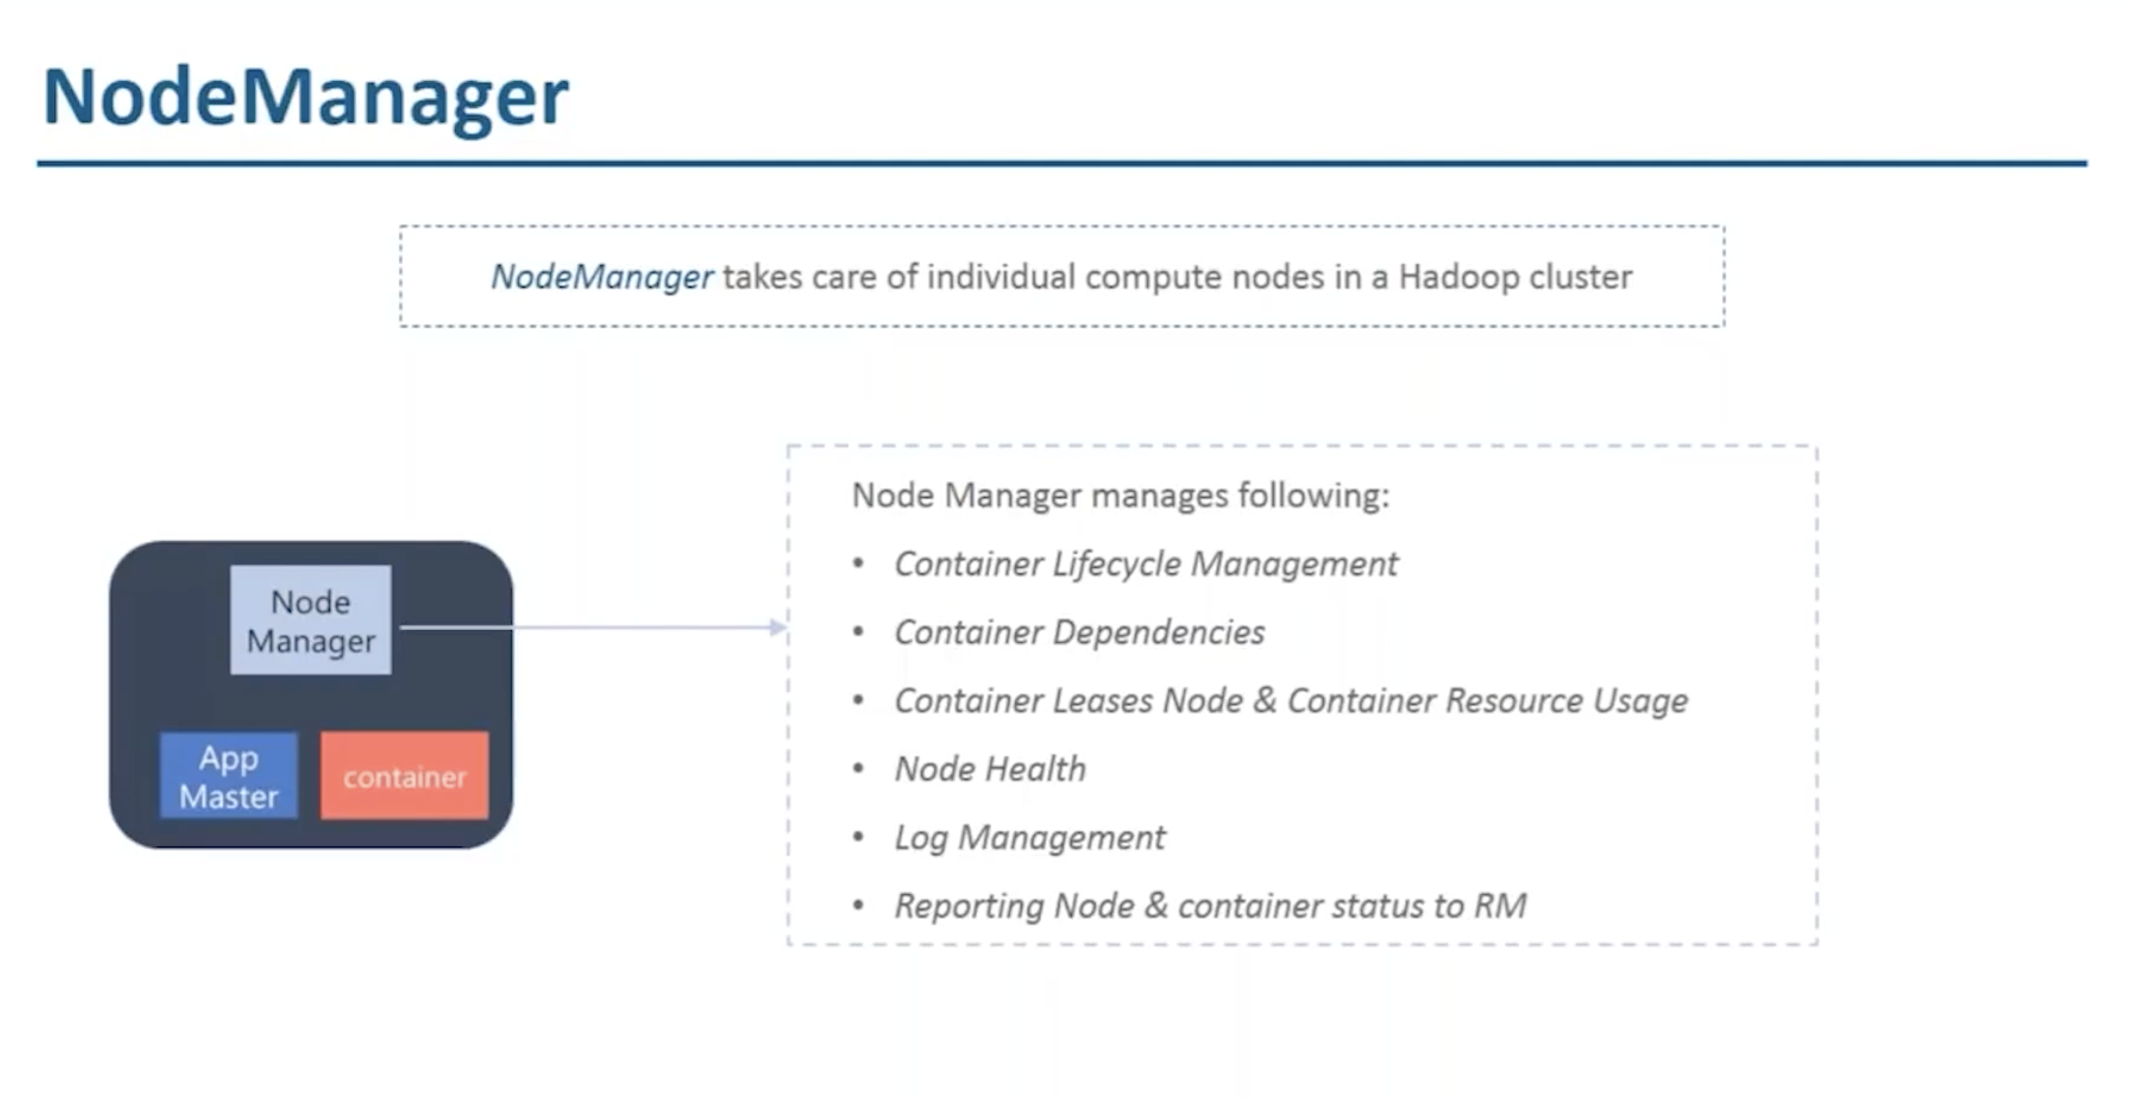 NodeManager
NodeManager takes care of individual compute nodes in a Hadoop cluster
Node
Manager
App
Master
container
Node Manager manages following:
• Container Lifecycle Management
• Container Dependencies
• Container Leases Node & Container Resource Usage
• Node Health
• Log Management
• Reporting Node & container status to RM